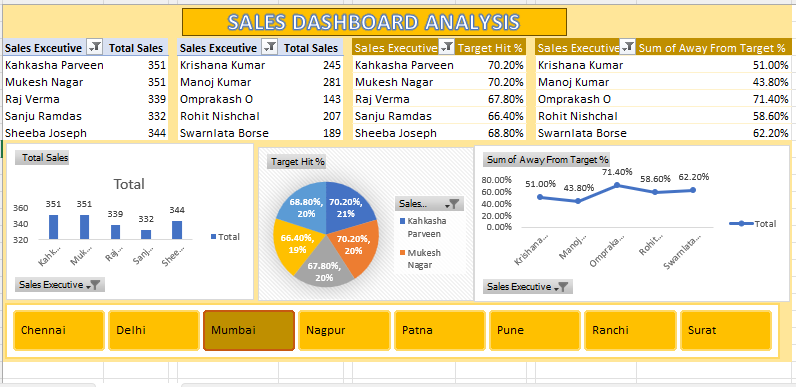 SALES DASHBOARD ANALYSIS
Sales Excecutive Total Sales Sales Excecutive Total Sales Sales Executive Target Hit % Sales Executive Sum of Away From Target %
Kahkasha Parveen 351 Krishana Kumar 245 Kahkasha Parveen 70.20% Krishana Kumar 51.00%
Mukesh Nagar 351 Manoj Kumar 281 Mukesh Nagar 70.20% Manoj Kumar 43.80%
Raj Verma 339 Omprakash O 143 Raj Verma 67.80% Omprakash O 71.40%
Sanju Ramdas 332 Rohit Nishchal 207 Sanju Ramdas 66.40% Rohit Nishchal 58.60%
Sheeba Joseph 344 Swarnlata Borse 189 Sheeba Joseph 68.80% Swarnlata Borse 62.20%
Total Sales
Total
360
340
320
351 351 339 332 344
Kahk... Muk... Raj... Sanj... Shee...
Total
Sales Executive
Target Hit %
68.80%, 20%
70.20%, 21%
66.40%, 19%
70.20%, 20%
67.80%, 20%
Sales...
Kahkasha
Parveen
Mukesh
Nagar
Sum of Away From Target %
80.00%
60.00%
40.00%
20.00%
0.00%
51.00% 43.80% 71.40% 58.60% 62.20%
Krishana... Manoj... Ompraka... Rohit... Swarnlata...
Total
Sales Executive
Chennai Delhi Mumbai Nagpur Patna Pune Ranchi Surat